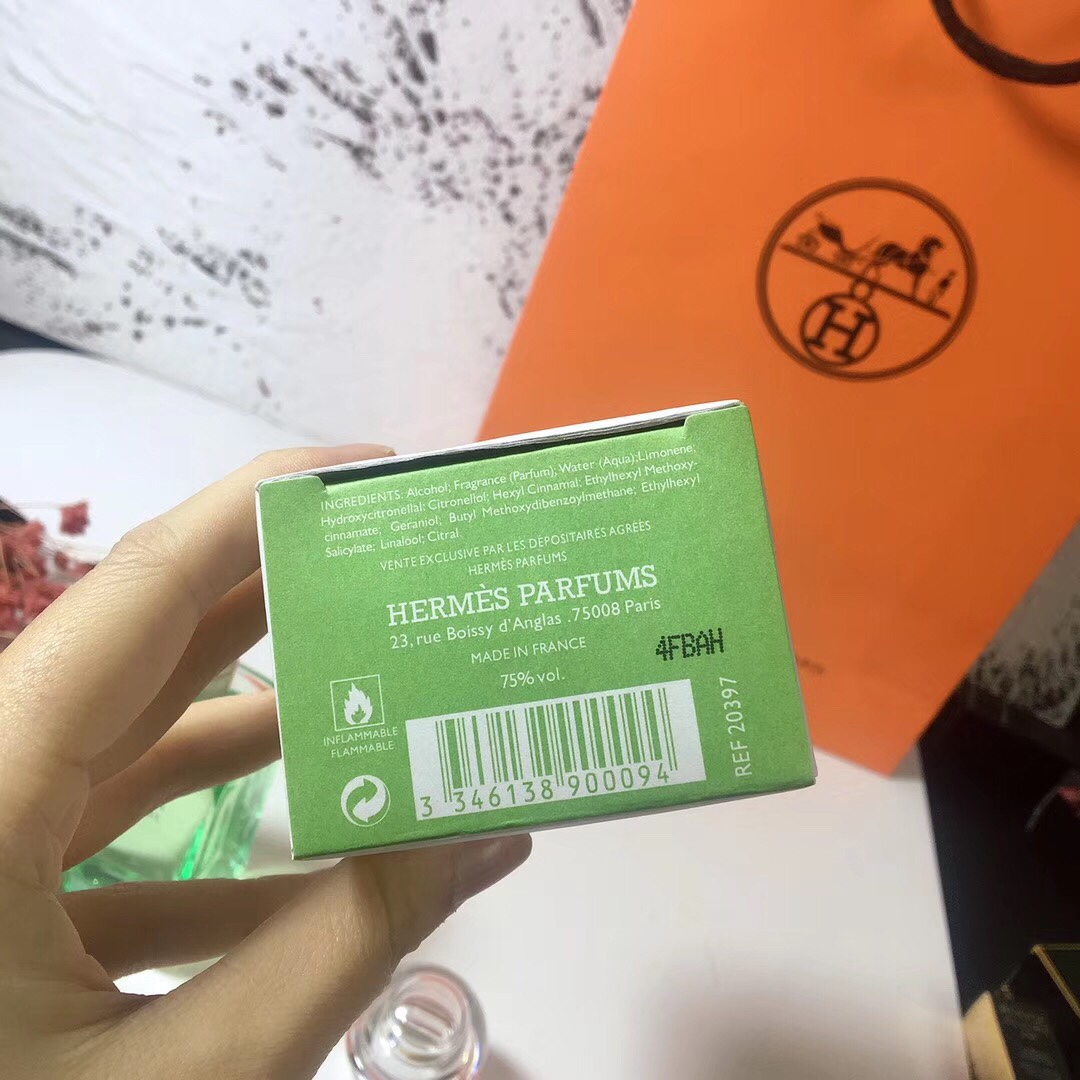 INGREDIENTS: Alcohol; Fragrance (Parfum); Water (Aqua);Limonene;
Hydroxycitronellal; Citronellol; Hexyl Cinnamal; Ethylhexyl Methoxy-
cinnamate; Geraniol; Butyl Methoxydibenzoylmethane; Ethylhexyl
Salicylate; Linalool; Citral
VENTE EXCLUSIVE PAR LES DÉPOSITAIRES AGRÉÉS
HERMÈS PARFUMS
HERMÈS PARFUMS
23, rue Boissy d'Anglas .75008 Paris
MADE IN FRANCE
4FBAH
75% vol.
INFLAMMABLE
FLAMMABLE
3 346138 900094
REF 20397
H